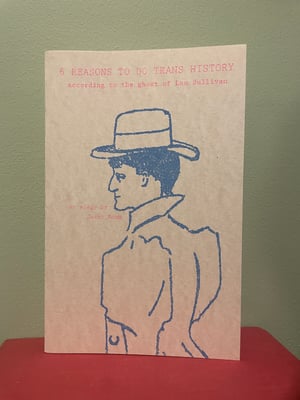 6 REASONS TO DO TRANS HISTORY
according to the ghost of Lou Sullivan